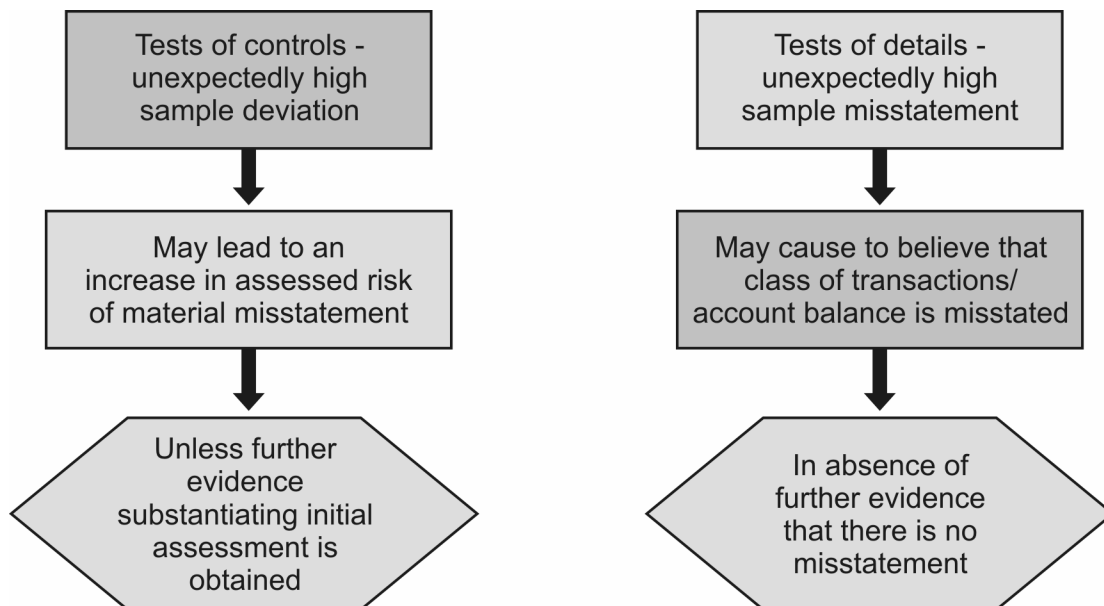 Tests of controls -
unexpectedly high
sample deviation
May lead to an
increase in assessed risk
of material misstatement
Unless further
evidence
substantiating initial
assessment is
obtained
Tests of details -
unexpectedly high
sample misstatement
May cause to believe that
class of transactions/
account balance is misstated
In absence of
further evidence
that there is no
misstatement